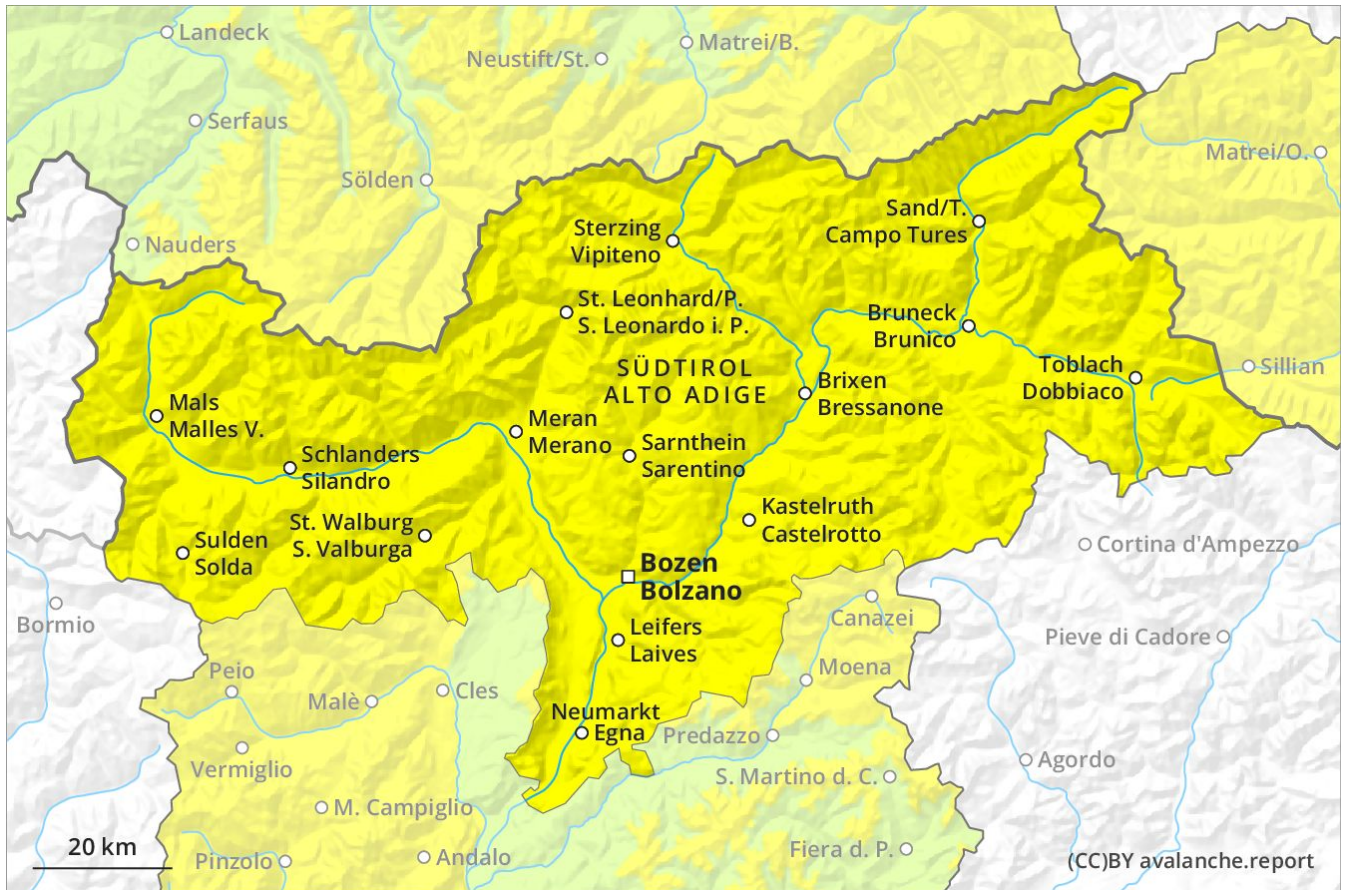 Landeck
Matrei/B.
Neustift/St.
Serfaus
Matrei/O.
Sölden
Sand/T.
Campo Tures
Sterzing
Vipiteno
Nauders
St. Leonhard/P.
S. Leonardo i. P.
Bruneck
Brunico
SÜDTIROL
ALTO ADIGE
Toblach
Dobbiaco
Sillian
Brixen
Bressanone
Mals
Malles V.
Meran
Merano
Sarnthein
Sarentino
Schlanders
Silandro
Kastelruth
Castelrotto
St. Walburg
S. Valburga
Sulden
Solda
Cortina d'Ampezzo
Bozen
Bolzano
Bormio
Canazei
Leifers
Laives
Pieve di Cadore
Peio
Moena
Malè
Cles
Neumarkt
Egna
Predazzo
Vermiglio
S. Martino d. C.
Agordo
M. Campiglio
20 km
Pinzolo
Andalo
Fiera d. P.
(CC)BY avalanche.report